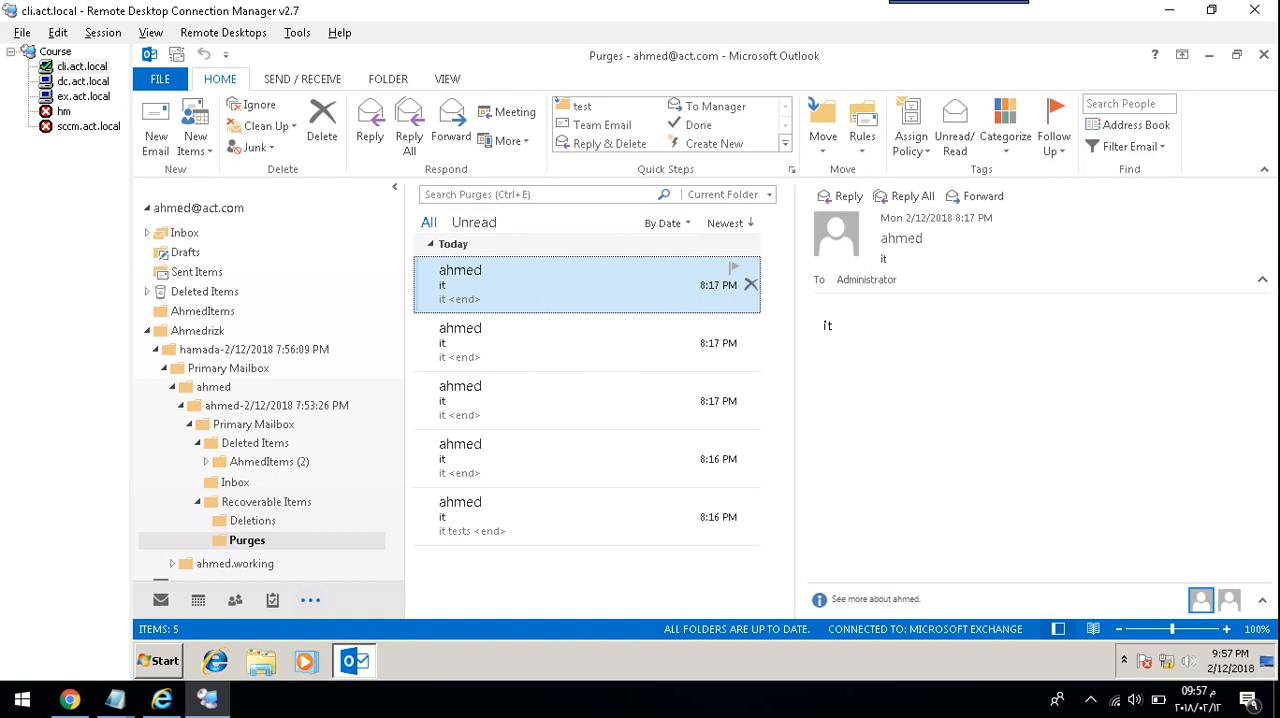 cli.act.local - Remote Desktop Connection Manager v2.7
File Edit Session View Remote Desktops Tools Help
Course
cli.act.local
dc.act.local
ex.act.local
hm
sccm.act.local
Purges - ahmed@act.com - Microsoft Outlook
FILE HOME SEND / RECEIVE FOLDER VIEW
New Email
New Items
New
Ignore
Clean Up
Junk
Delete
Delete
Reply
Reply All
Forward
Meeting
More
Respond
test
Team Email
Reply & Delete
To Manager
Done
Create New
Quick Steps
Move
Rules
Move
Assign Policy
Unread/ Read
Categorize
Follow Up
Tags
Search People
Address Book
Filter Email
Find
ahmed@act.com
Inbox
Drafts
Sent Items
Deleted Items
AhmedItems
Ahmedrizk
hamada-2/12/2018 7:56:09 PM
Primary Mailbox
ahmed
ahmed-2/12/2018 7:53:26 PM
Primary Mailbox
Deleted Items
AhmedItems (2)
Inbox
Recoverable Items
Deletions
Purges
ahmed.working
Search Purges (Ctrl+E) Current Folder
All Unread By Date Newest
Today
ahmed
it 8:17 PM
it <end>
ahmed
it 8:17 PM
it <end>
ahmed
it 8:17 PM
it <end>
ahmed
it 8:16 PM
it <end>
ahmed
it 8:16 PM
it tests <end>
Reply Reply All Forward
Mon 2/12/2018 8:17 PM
ahmed
it
To Administrator
it
See more about ahmed.
ITEMS: 5 ALL FOLDERS ARE UP TO DATE. CONNECTED TO: MICROSOFT EXCHANGE 100%
Start
9:57 PM
2/12/2018
09:57 م
٢٠١٨/٠٢/١٢